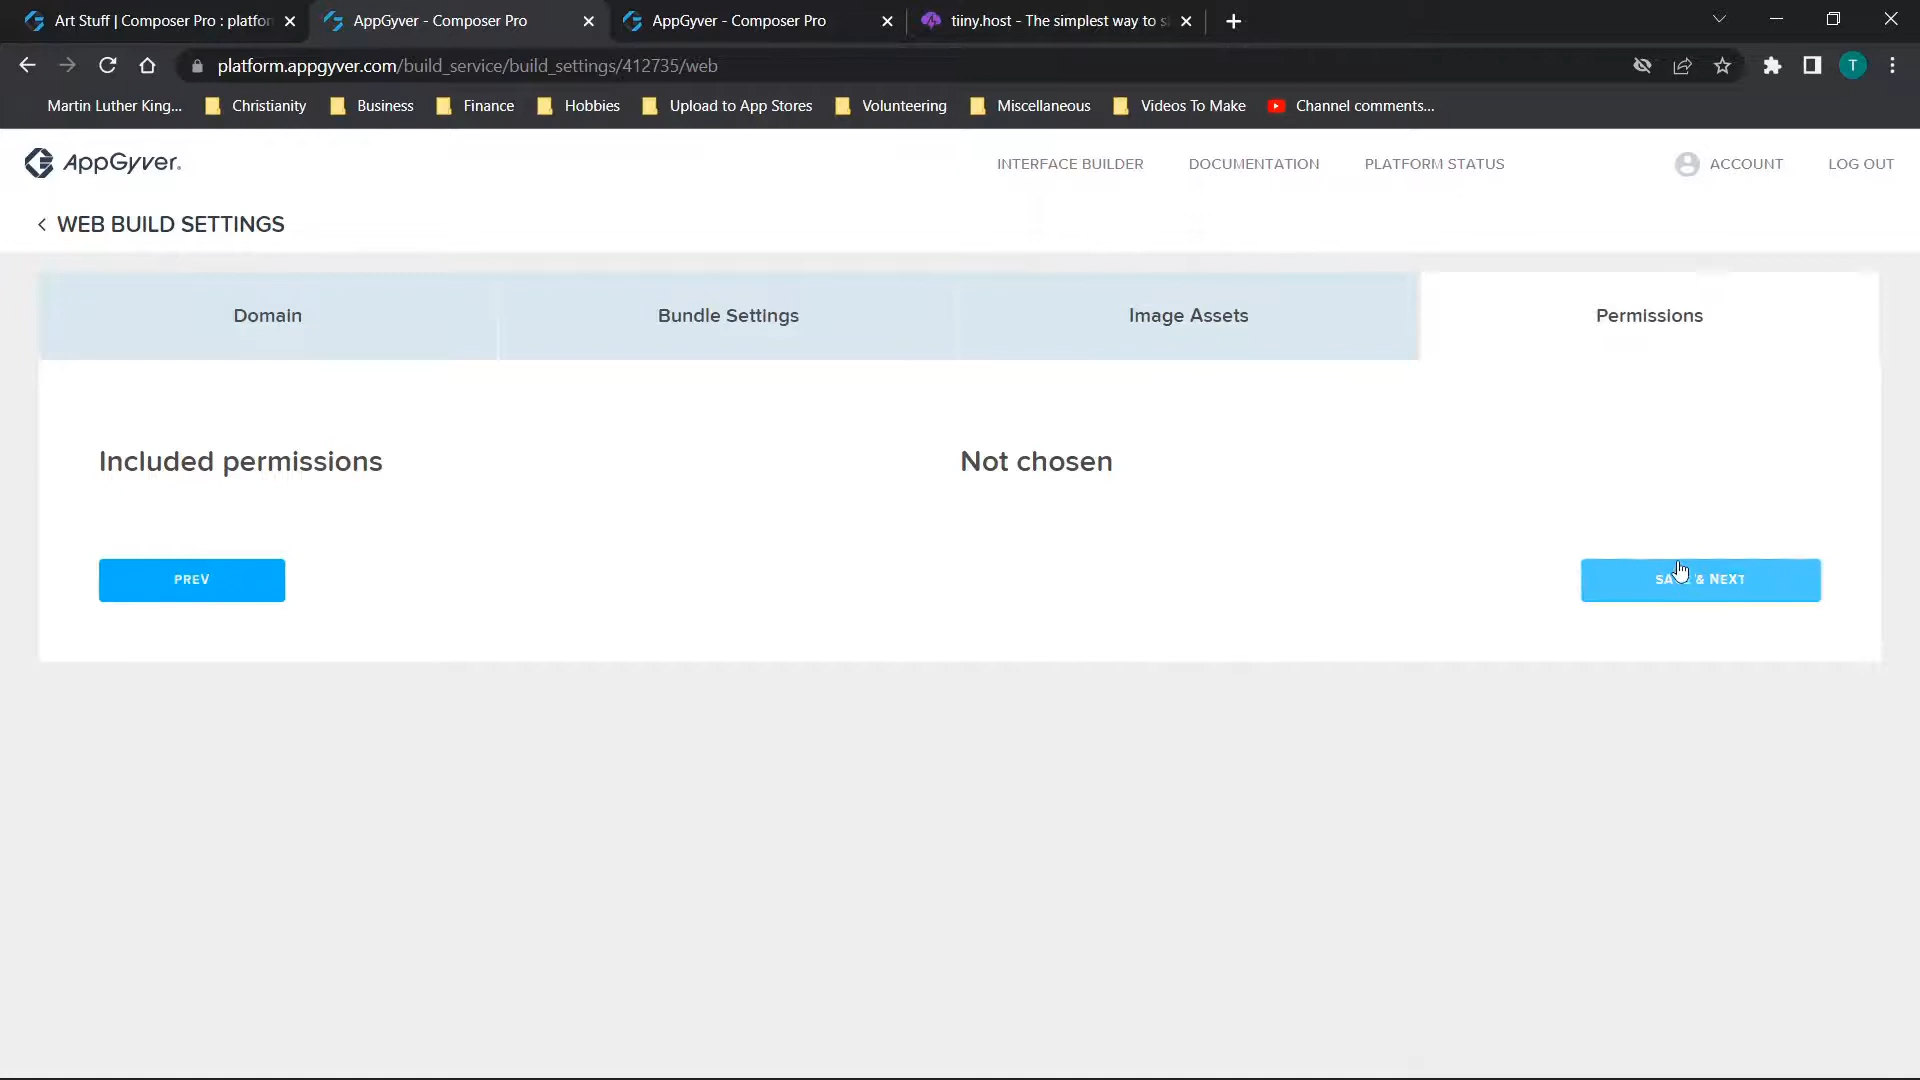 Art Stuff | Composer Pro : platfor
AppGyver - Composer Pro
AppGyver - Composer Pro
tiiny.host - The simplest way to s
platform.appgyver.com/build_service/build_settings/412735/web
T
Martin Luther King...
Christianity
Business
Finance
Hobbies
Upload to App Stores
Volunteering
Miscellaneous
Videos To Make
Channel comments...
AppGyver.
INTERFACE BUILDER
DOCUMENTATION
PLATFORM STATUS
ACCOUNT
LOG OUT
< WEB BUILD SETTINGS
Domain
Bundle Settings
Image Assets
Permissions
Included permissions
Not chosen
PREV
& NEXT